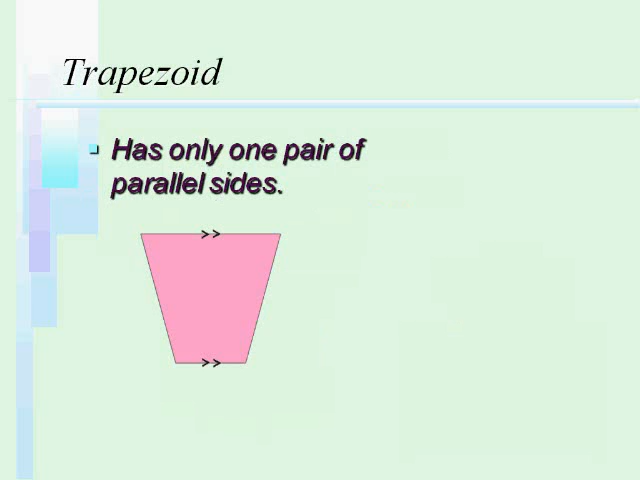 Trapezoid
Has only one pair of
parallel sides.